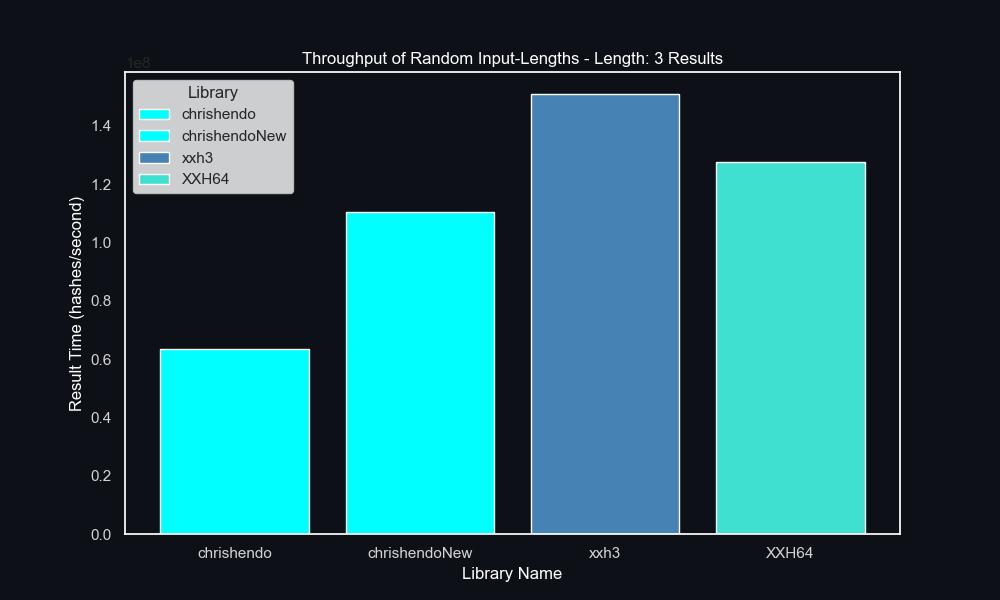 Throughput of Random Input-Lengths - Length: 3 Results
1e8
Library
chrishendo
chrishendoNew
xxh3
XXH64
1.4
1.2
1.0
0.8
0.6
0.4
0.2
0.0
Result Time (hashes/second)
chrishendo chrishendoNew xxh3 XXH64
Library Name